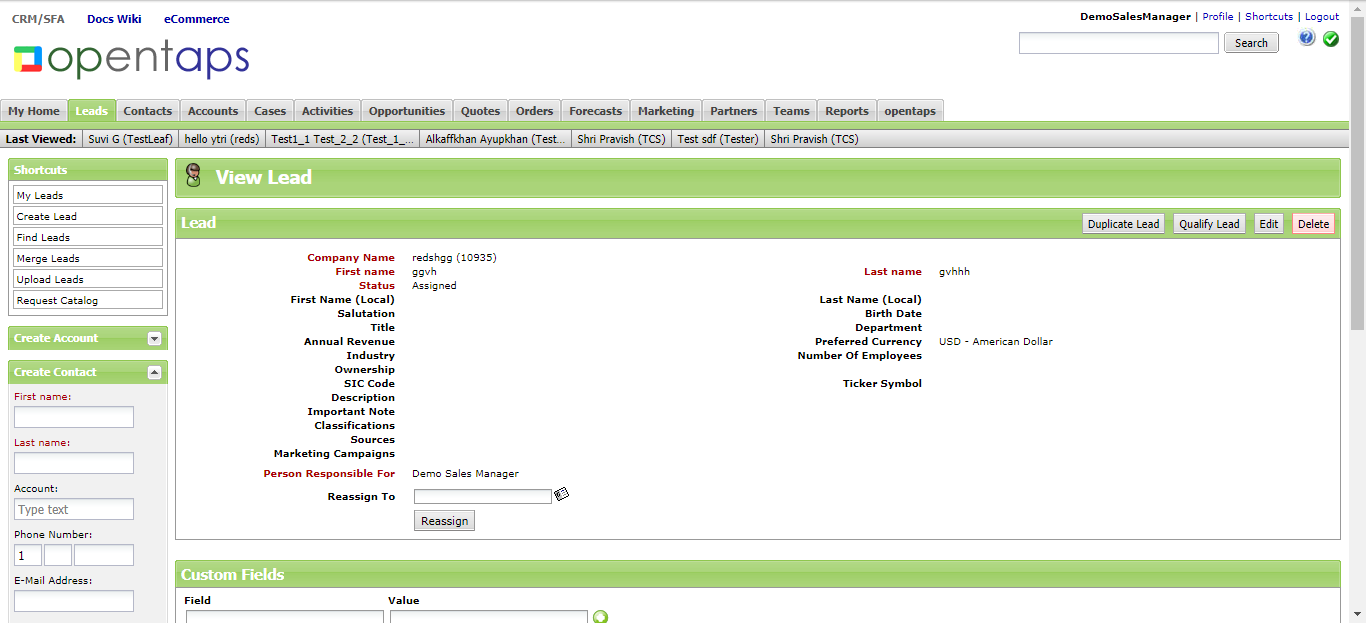 CRM/SFA Docs Wiki eCommerce
DemoSalesManager | Profile | Shortcuts | Logout
opentaps
Search
My Home Leads Contacts Accounts Cases Activities Opportunities Quotes Orders Forecasts Marketing Partners Teams Reports opentaps
Last Viewed: Suvi G (TestLeaf) hello ytri (reds) Test1_1 Test_2_2 (Test_1_... Alkaffkhan Ayupkhan (Test... Shri Pravish (TCS) Test sdf (Tester) Shri Pravish (TCS)
Shortcuts
My Leads
Create Lead
Find Leads
Merge Leads
Upload Leads
Request Catalog
Create Account
Create Contact
First name:
Last name:
Account:
Type text
Phone Number:
1
E-Mail Address:
View Lead
Lead Duplicate Lead Qualify Lead Edit Delete
Company Name redshgg (10935)
First name ggvh Last name gvhhh
Status Assigned
First Name (Local) Last Name (Local)
Salutation Birth Date
Title Department
Annual Revenue Preferred Currency USD - American Dollar
Industry Number Of Employees
Ownership
SIC Code Ticker Symbol
Description
Important Note
Classifications
Sources
Marketing Campaigns
Person Responsible For Demo Sales Manager
Reassign To
Reassign
Custom Fields
Field Value